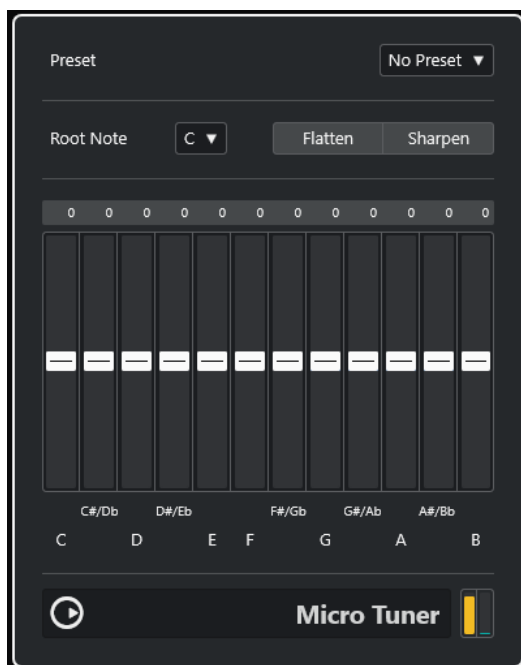 Preset No Preset
Root Note C Flatten Sharpen
0 0 0 0 0 0 0 0 0 0 0 0
C#/Db D#/Eb F#/Gb G#/Ab A#/Bb
C D E F G A B
Micro Tuner